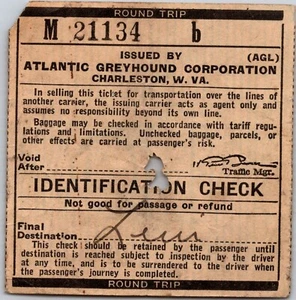 ROUND TRIP
M 21134 b
ISSUED BY (AGL)
ATLANTIC GREYHOUND CORPORATION
CHARLESTON, W. VA.
In selling this ticket for transportation over the lines of
another carrier, the issuing carrier acts as agent only and
assumes no responsibility beyond its own line.
Baggage may be checked in accordance with tariff regula-
tions and limitations. Unchecked baggage, parcels, or
other effects are carried at passenger's risk.
Void
After
Traffic Mgr.
IDENTIFICATION CHECK
Not good for passage or refund
Final
Destination
This check should be retained by the passenger until
destination is reached subject to inspection by the driver
at any time, and is to be surrendered to the driver when
the passenger's journey is completed.
ROUND TRIP